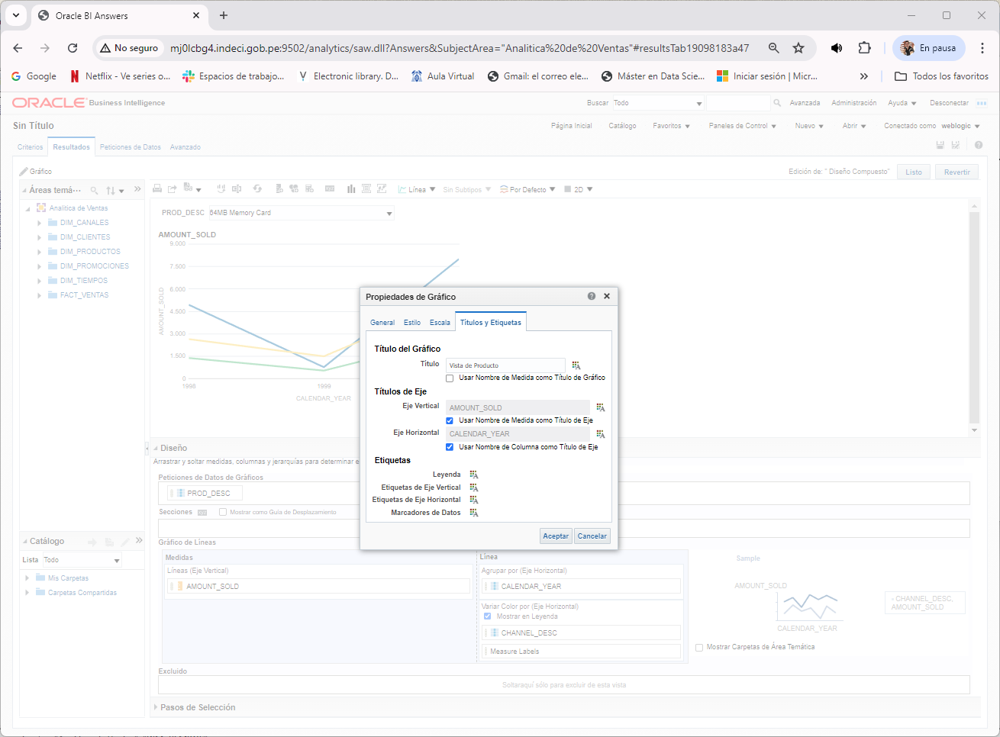 Oracle BI Answers
No seguro
mj0lcbg4.indeci.gob.pe:9502/analytics/saw.dll?Answers&SubjectArea="Analitica%20de%20Ventas"#resultsTab19098183a47
En pausa
Google
Netflix - Ve series o...
Espacios de trabajo...
Electronic library. D...
Aula Virtual
Gmail: el correo ele...
Máster en Data Scie...
Iniciar sesión | Micr...
Todos los favoritos
ORACLE Business Intelligence
Buscar Todo
Avanzada
Administración
Ayuda
Desconectar
Sin Título
Página Inicial
Catálogo
Favoritos
Paneles de Control
Nuevo
Abrir
Conectado como weblogic
Criterios
Resultados
Peticiones de Datos
Avanzado
Gráfico
Edición de: " Diseño Compuesto"
Listo
Revertir
Áreas temá...
Línea
Sin Subtipos
Por Defecto
2D
Analitica de Ventas
DIM_CANALES
DIM_CLIENTES
DIM_PRODUCTOS
DIM_PROMOCIONES
DIM_TIEMPOS
FACT_VENTAS
PROD_DESC 64MB Memory Card
AMOUNT_SOLD
9.000
7.500
6.000
4.500
3.000
1.500
0
AMOUNT_SOLD
1998
1999
CALENDAR_YEAR
Propiedades de Gráfico
General
Estilo
Escala
Títulos y Etiquetas
Título del Gráfico
Título Vista de Producto
Usar Nombre de Medida como Título de Gráfico
Títulos de Eje
Eje Vertical AMOUNT_SOLD
Usar Nombre de Medida como Título de Eje
Eje Horizontal CALENDAR_YEAR
Usar Nombre de Columna como Título de Eje
Etiquetas
Leyenda
Etiquetas de Eje Vertical
Etiquetas de Eje Horizontal
Marcadores de Datos
Aceptar
Cancelar
Diseño
Arrastrar y soltar medidas, columnas y jerarquías para determinar e
Peticiones de Datos de Gráficos
PROD_DESC
Secciones
Mostrar como Guía de Desplazamiento
Gráfico de Líneas
Medidas
Líneas (Eje Vertical)
AMOUNT_SOLD
Línea
Agrupar por (Eje Horizontal)
CALENDAR_YEAR
Variar Color por (Eje Horizontal)
Mostrar en Leyenda
CHANNEL_DESC
Measure Labels
Sample
AMOUNT_SOLD
CALENDAR_YEAR
- CHANNEL_DESC,
AMOUNT_SOLD
Mostrar Carpetas de Área Temática
Excluido
Soltaraquí sólo para excluir de esta vista
Pasos de Selección
Catálogo
Lista Todo
Mis Carpetas
Carpetas Compartidas